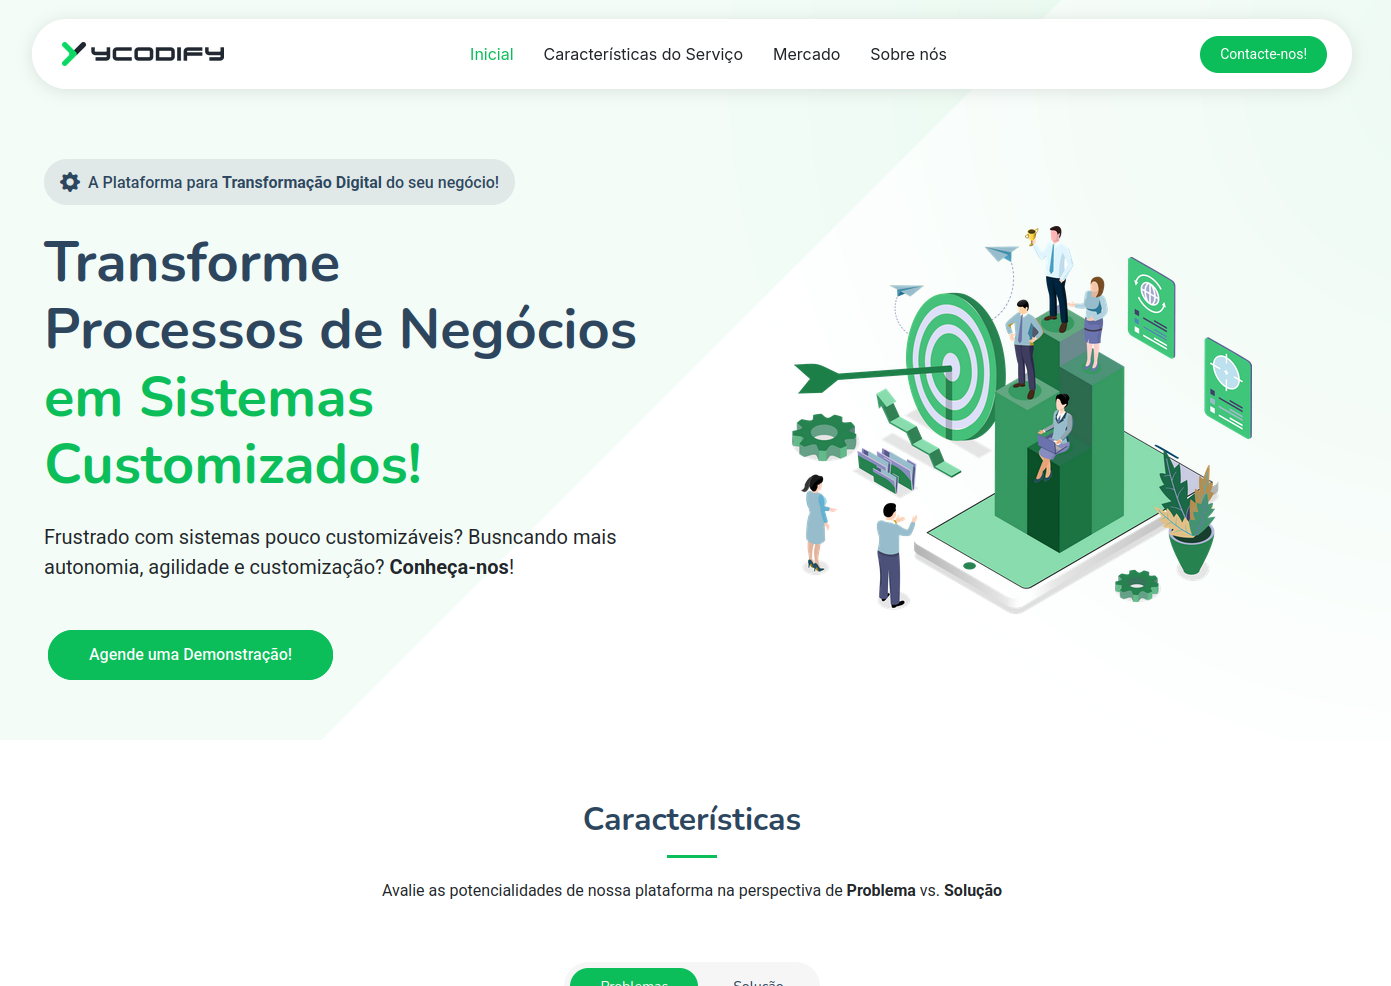 YCODIFY
Inicial
Características do Serviço
Mercado
Sobre nós
Contacte-nos!
A Plataforma para Transformação Digital do seu negócio!
Transforme
Processos de Negócios
em Sistemas
Customizados!
Frustrado com sistemas pouco customizáveis? Busncando mais
autonomia, agilidade e customização? Conheça-nos!
Agende uma Demonstração!
Características
Avalie as potencialidades de nossa plataforma na perspectiva de Problema vs. Solução
Problemas
Solução